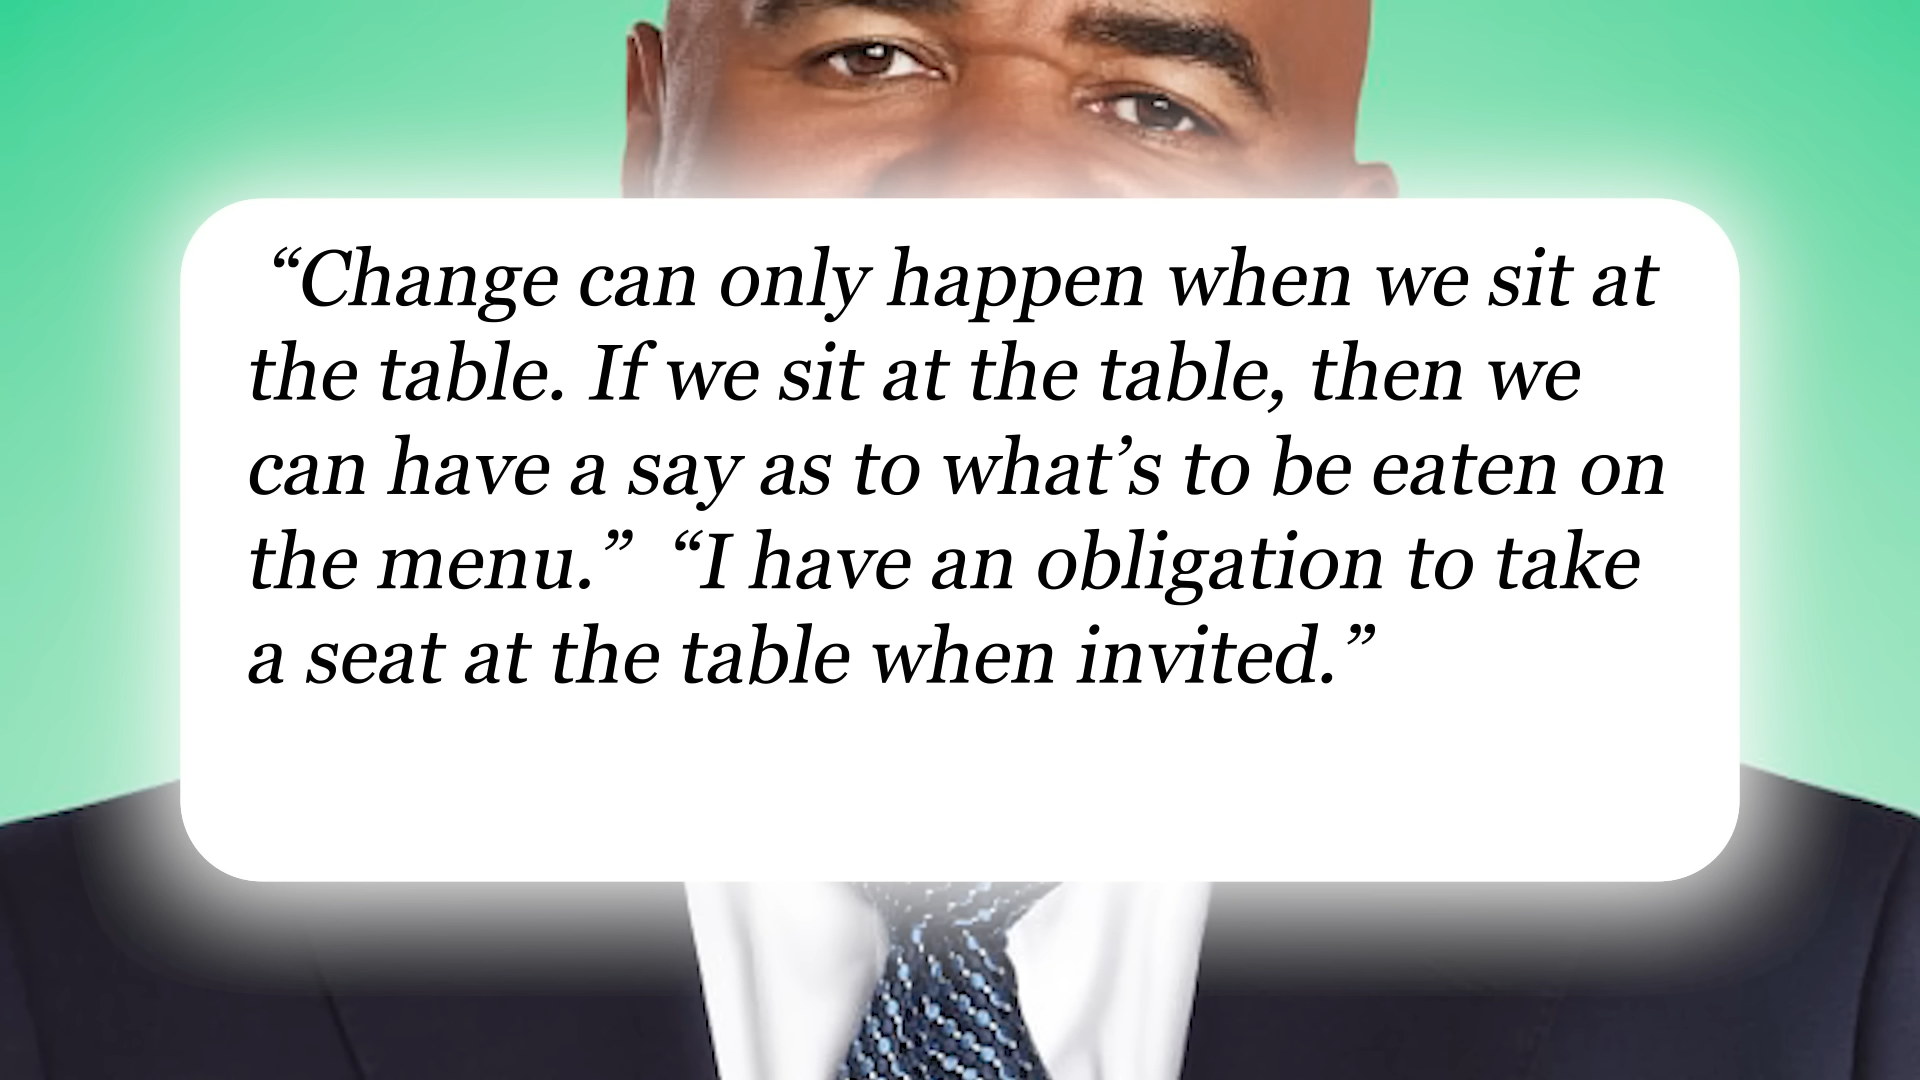 “Change can only happen when we sit at
the table. If we sit at the table, then we
can have a say as to what’s to be eaten on
the menu.”  “I have an obligation to take
a seat at the table when invited.”